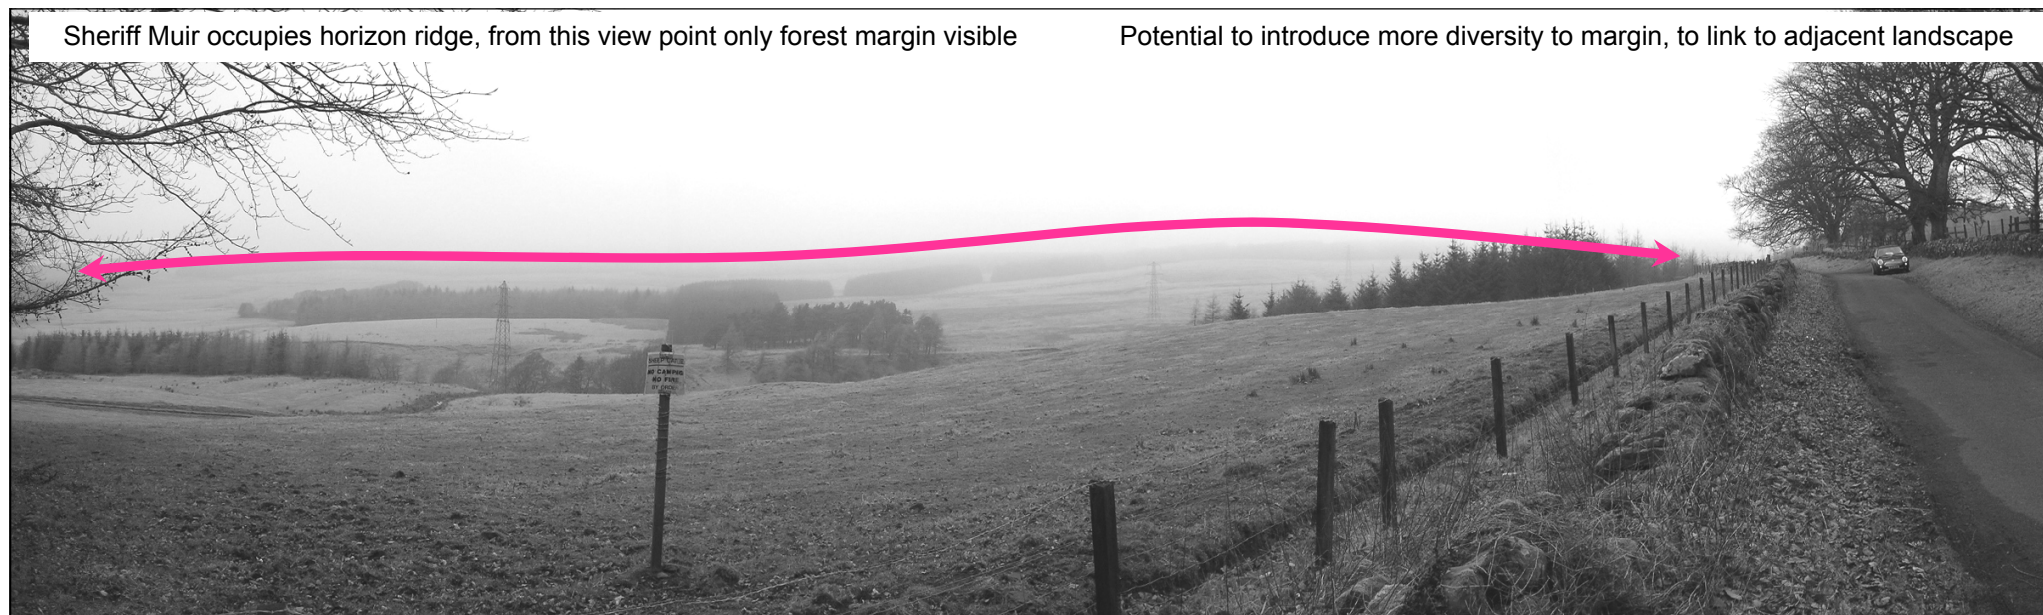 Sheriff Muir occupies horizon ridge, from this view point only forest margin visible
Potential to introduce more diversity to margin, to link to adjacent landscape
NO CAMPING
NO FIRE